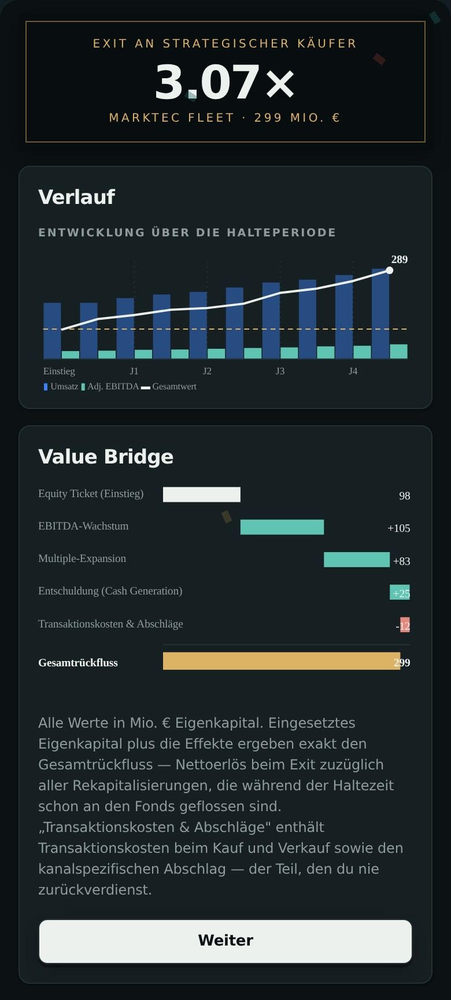 EXIT AN STRATEGISCHER KÄUFER
3.07×
MARKTEC FLEET · 299 MIO. €
Verlauf
ENTWICKLUNG ÜBER DIE HALTEPERIODE
289
Einstieg J1 J2 J3 J4
Umsatz Adj. EBITDA Gesamtwert
Value Bridge
Equity Ticket (Einstieg) 98
EBITDA-Wachstum +105
Multiple-Expansion +83
Entschuldung (Cash Generation) +25
Transaktionskosten & Abschläge -12
Gesamtrückfluss 299
Alle Werte in Mio. € Eigenkapital. Eingesetztes
Eigenkapital plus die Effekte ergeben exakt den
Gesamtrückfluss — Nettoerlös beim Exit zuzüglich
aller Rekapitalisierungen, die während der Haltezeit
schon an den Fonds geflossen sind.
„Transaktionskosten & Abschläge" enthält
Transaktionskosten beim Kauf und Verkauf sowie den
kanalspezifischen Abschlag — der Teil, den du nie
zurückverdienst.
Weiter